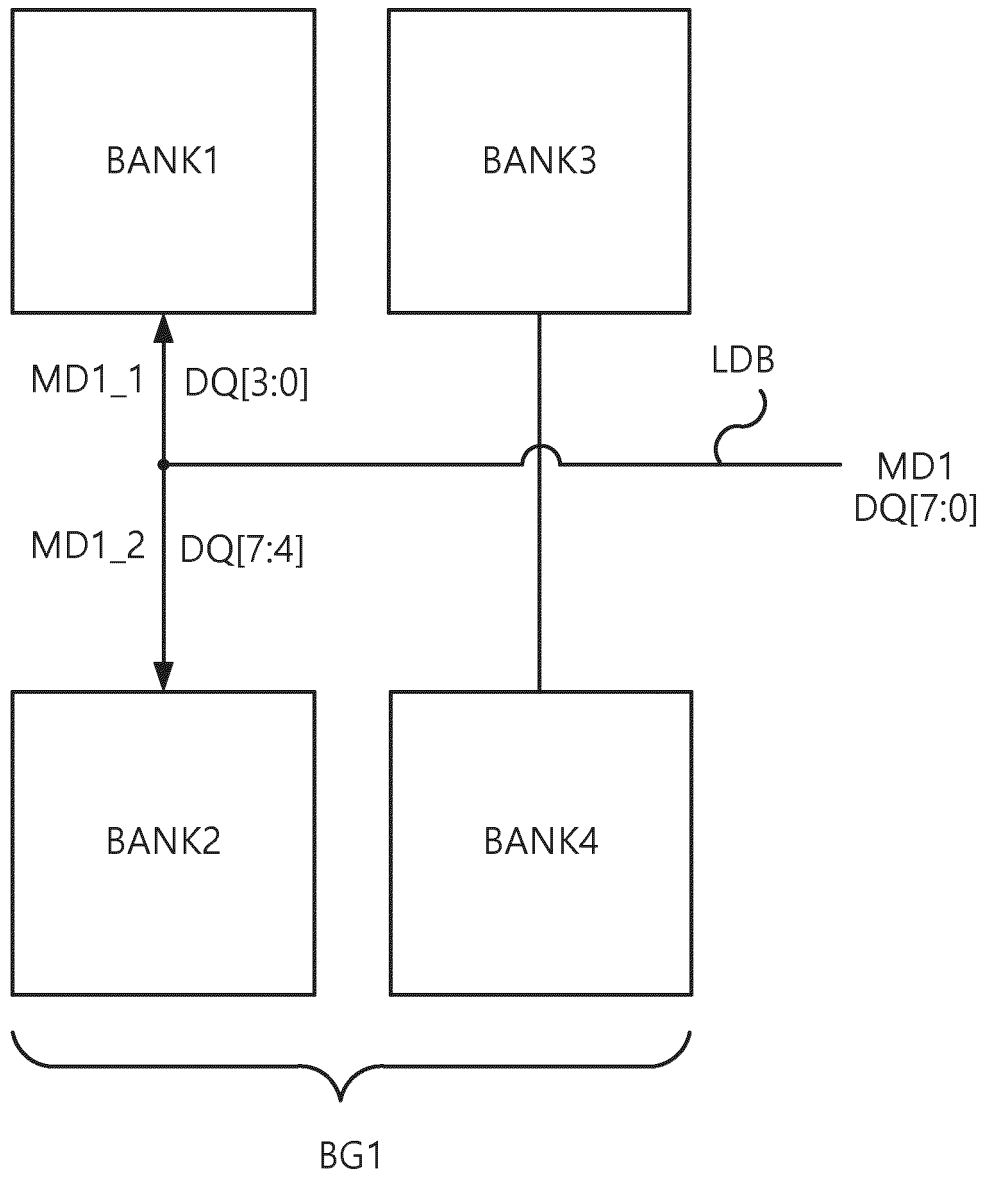 BANK1
BANK3
MD1_1
DQ[3:0]
LDB
MD1
DQ[7:0]
MD1_2
DQ[7:4]
BANK2
BANK4
BG1